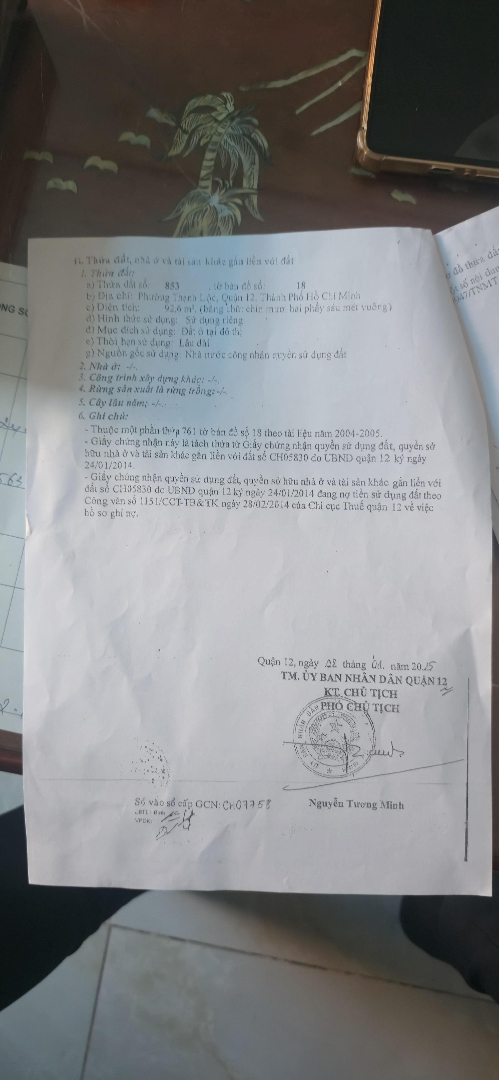 II. Thửa đất, nhà ở và tài sản khác gắn liền với đất
1. Thửa đất:
a) Thửa đất số: 853 , tờ bản đồ số: 18
b) Địa chỉ: Phường Thạnh Lộc, Quận 12, Thành Phố Hồ Chí Minh
c) Diện tích: 92,6 m², (bằng chữ: chín mươi hai phẩy sáu mét vuông)
d) Hình thức sử dụng: Sử dụng riêng
đ) Mục đích sử dụng: Đất ở tại đô thị
e) Thời hạn sử dụng: Lâu dài
g) Nguồn gốc sử dụng: Nhà nước công nhận quyền sử dụng đất
2. Nhà ở: -/-.
3. Công trình xây dựng khác: -/-.
4. Rừng sản xuất là rừng trồng: -/-.
5. Cây lâu năm: -/-.
6. Ghi chú:
- Thuộc một phần thửa 761 tờ bản đồ số 18 theo tài liệu năm 2004-2005.
- Giấy chứng nhận này là tách thửa từ Giấy chứng nhận quyền sử dụng đất, quyền sở
hữu nhà ở và tài sản khác gắn liền với đất số CH05830 do UBND quận 12 ký ngày
24/01/2014.
- Giấy chứng nhận quyền sử dụng đất, quyền sở hữu nhà ở và tài sản khác gắn liền với
đất số CH05830 do UBND quận 12 ký ngày 24/01/2014 đang nợ tiền sử dụng đất theo
Công văn số 1151/CCT-TB&TK ngày 28/02/2014 của Chi cục Thuế quận 12 về việc
hồ sơ ghi nợ.
Quận 12, ngày 28 tháng 01 năm 2015
TM. ỦY BAN NHÂN DÂN QUẬN 12
KT. CHỦ TỊCH
PHÓ CHỦ TỊCH
Số vào sổ cấp GCN: CH07758
Nguyễn Tương Minh